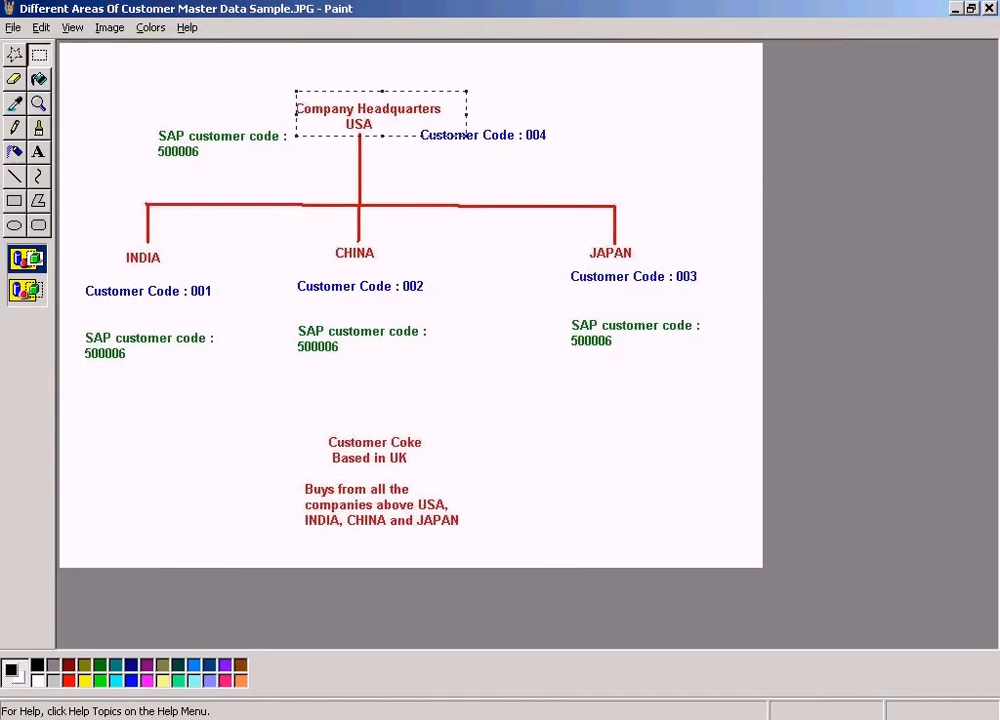 Different Areas Of Customer Master Data Sample.JPG - Paint
File Edit View Image Colors Help
Company Headquarters
USA
SAP customer code :
500006
Customer Code : 004
INDIA
CHINA
JAPAN
Customer Code : 001
Customer Code : 002
Customer Code : 003
SAP customer code :
500006
SAP customer code :
500006
SAP customer code :
500006
Customer Coke
Based in UK
Buys from all the
companies above USA,
INDIA, CHINA and JAPAN
For Help, click Help Topics on the Help Menu.